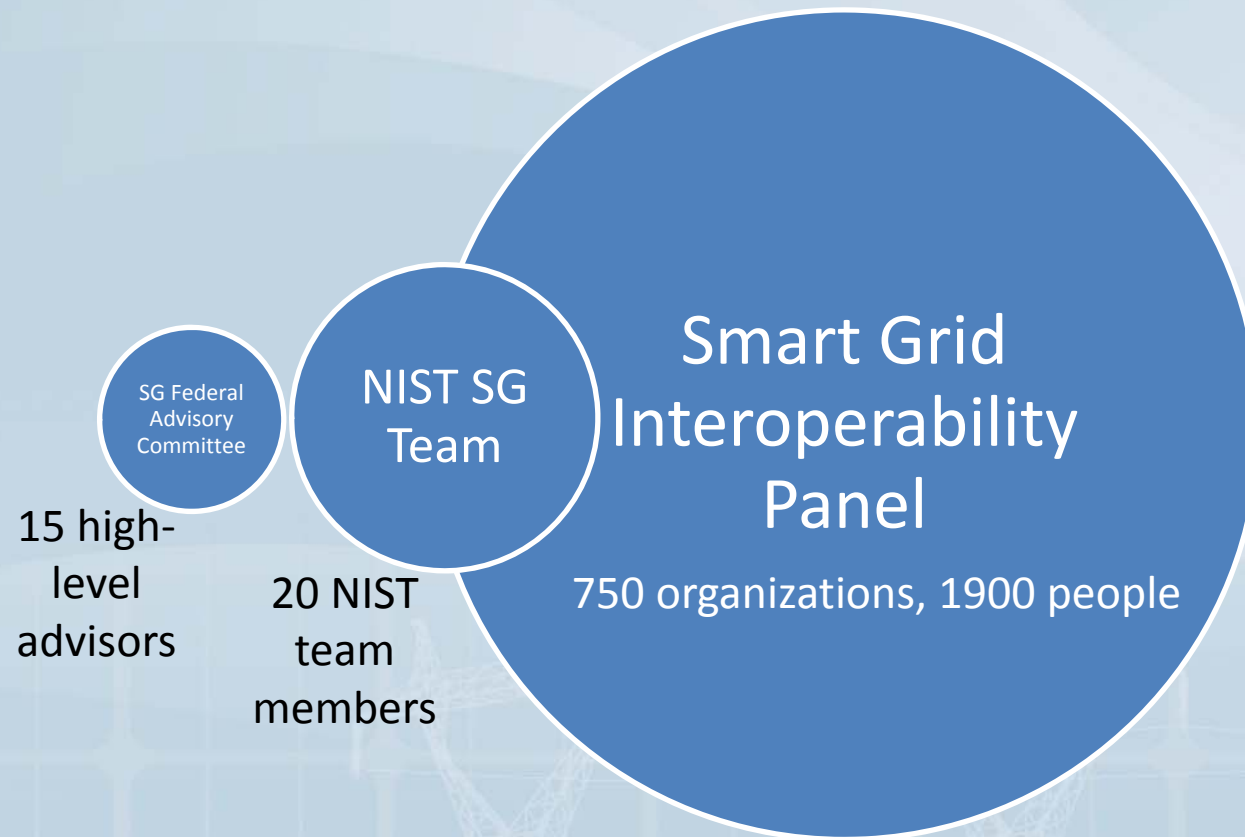 SG Federal
Advisory
Committee
15 high-
level
advisors
NIST SG
Team
20 NIST
team
members
Smart Grid
Interoperability
Panel
750 organizations, 1900 people